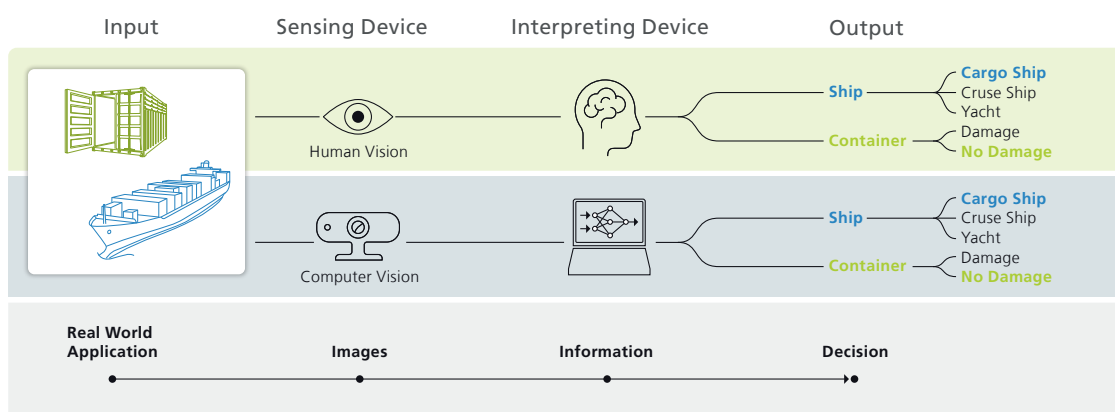 Input
Sensing Device
Interpreting Device
Output
Human Vision
Ship
Cargo Ship
Cruse Ship
Yacht
Container
Damage
No Damage
Computer Vision
Ship
Cargo Ship
Cruse Ship
Yacht
Container
Damage
No Damage
Real World
Application
Images
Information
Decision